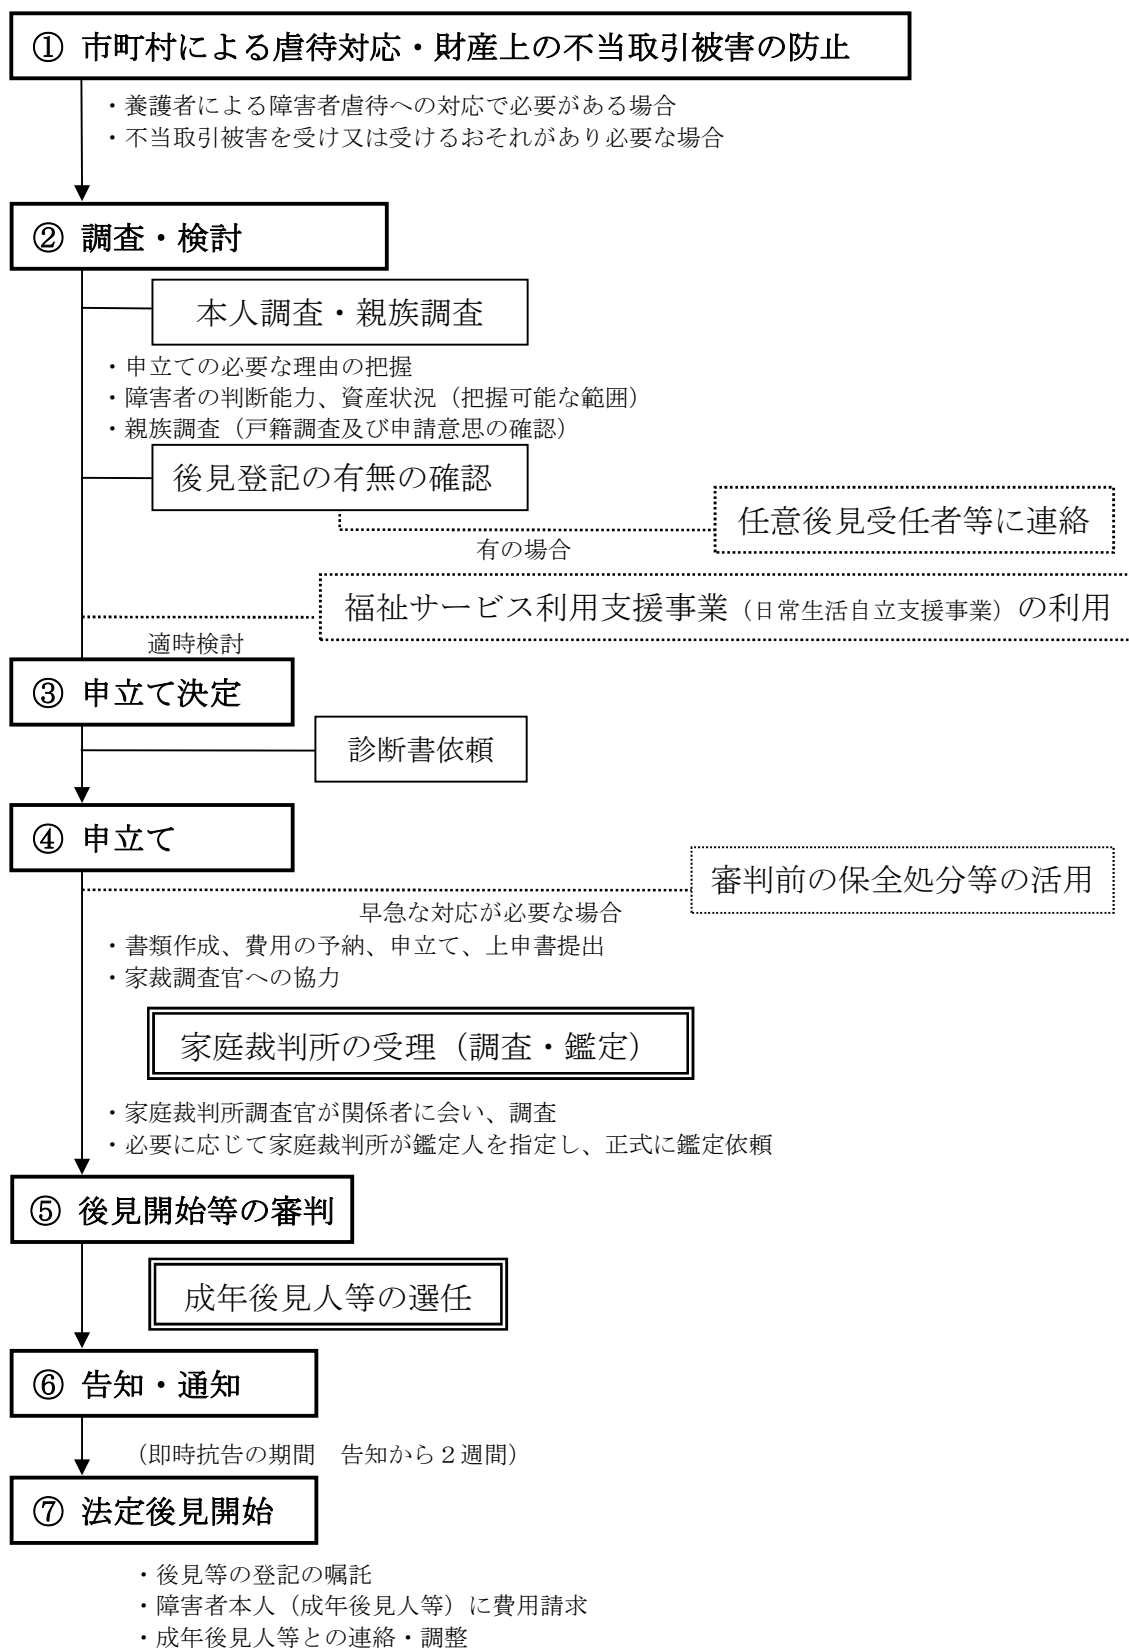 ① 市町村による虐待対応・財産上の不当取引被害の防止
・養護者による障害者虐待への対応で必要がある場合
・不当取引被害を受け又は受けるおそれがあり必要な場合
② 調査・検討
本人調査・親族調査
・申立ての必要な理由の把握
・障害者の判断能力、資産状況（把握可能な範囲）
・親族調査（戸籍調査及び申請意思の確認）
後見登記の有無の確認
任意後見受任者等に連絡
有の場合
福祉サービス利用支援事業（日常生活自立支援事業）の利用
適時検討
③ 申立て決定
診断書依頼
④ 申立て
審判前の保全処分等の活用
早急な対応が必要な場合
・書類作成、費用の予納、申立て、上申書提出
・家裁調査官への協力
家庭裁判所の受理（調査・鑑定）
・家庭裁判所調査官が関係者に会い、調査
・必要に応じて家庭裁判所が鑑定人を指定し、正式に鑑定依頼
⑤ 後見開始等の審判
成年後見人等の選任
⑥ 告知・通知
（即時抗告の期間　告知から２週間）
⑦ 法定後見開始
・後見等の登記の嘱託
・障害者本人（成年後見人等）に費用請求
・成年後見人等との連絡・調整